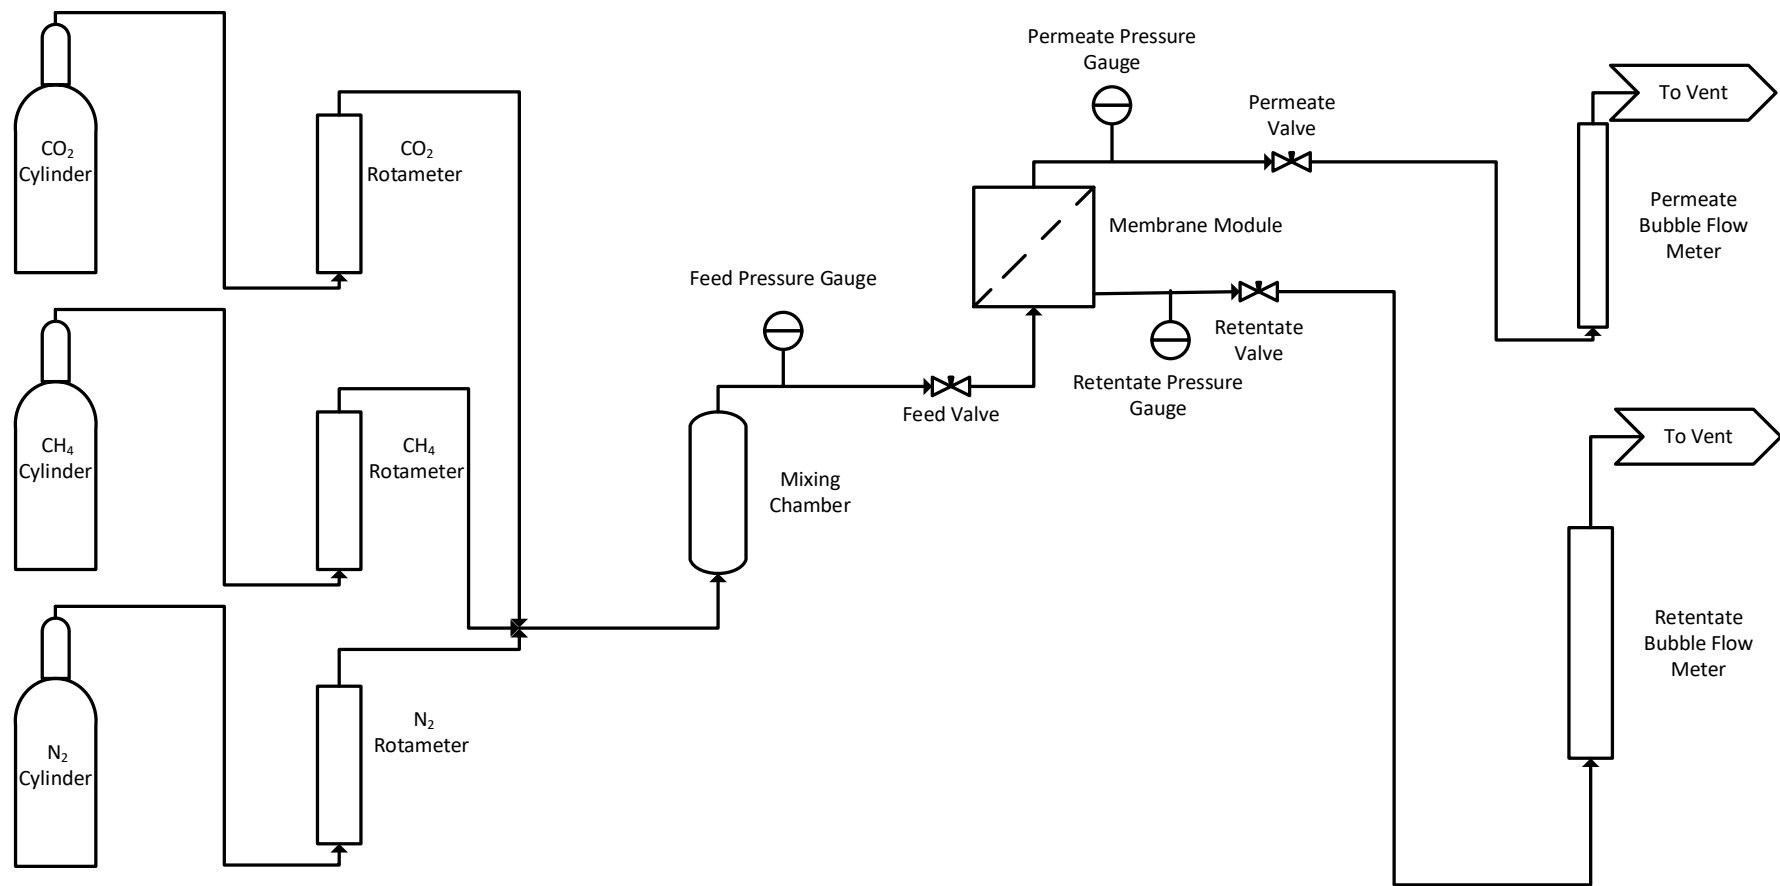 CO₂
Cylinder
CO₂
Rotameter
CH₄
Cylinder
CH₄
Rotameter
N₂
Cylinder
N₂
Rotameter
Mixing
Chamber
Feed Pressure Gauge
Feed Valve
Permeate Pressure
Gauge
Permeate
Valve
Membrane Module
Retentate
Valve
Retentate Pressure
Gauge
To Vent
Permeate
Bubble Flow
Meter
To Vent
Retentate
Bubble Flow
Meter